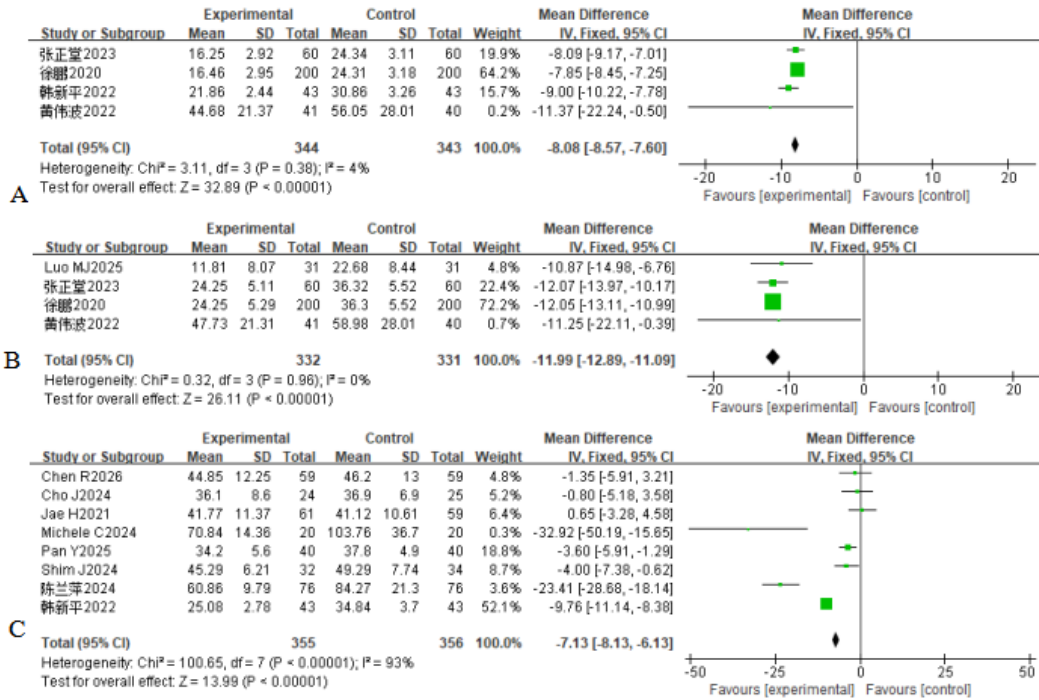 Experimental Control Mean Difference Mean Difference
Study or Subgroup Mean SD Total Mean SD Total Weight IV, Fixed, 95% CI IV, Fixed, 95% CI
张正堂2023 16.25 2.92 60 24.34 3.11 60 19.9% -8.09 [-9.17, -7.01]
徐鹏2020 16.46 2.95 200 24.31 3.18 200 64.2% -7.85 [-8.45, -7.25]
韩新平2022 21.86 2.44 43 30.86 3.26 43 15.7% -9.00 [-10.22, -7.78]
黄伟波2022 44.68 21.37 41 56.05 28.01 40 0.2% -11.37 [-22.24, -0.50]
Total (95% CI) 344 343 100.0% -8.08 [-8.57, -7.60]
Heterogeneity: Chi² = 3.11, df = 3 (P = 0.38); I² = 4%
Test for overall effect: Z = 32.89 (P < 0.00001)
-20 -10 0 10 20
Favours [experimental] Favours [control]
A
Experimental Control Mean Difference Mean Difference
Study or Subgroup Mean SD Total Mean SD Total Weight IV, Fixed, 95% CI IV, Fixed, 95% CI
Luo MJ2025 11.81 8.07 31 22.68 8.44 31 4.8% -10.87 [-14.98, -6.76]
张正堂2023 24.25 5.11 60 36.32 5.52 60 22.4% -12.07 [-13.97, -10.17]
徐鹏2020 24.25 5.29 200 36.3 5.52 200 72.2% -12.05 [-13.11, -10.99]
黄伟波2022 47.73 21.31 41 58.98 28.01 40 0.7% -11.25 [-22.11, -0.39]
Total (95% CI) 332 331 100.0% -11.99 [-12.89, -11.09]
Heterogeneity: Chi² = 0.32, df = 3 (P = 0.96); I² = 0%
Test for overall effect: Z = 26.11 (P < 0.00001)
-20 -10 0 10 20
Favours [experimental] Favours [control]
B
Experimental Control Mean Difference Mean Difference
Study or Subgroup Mean SD Total Mean SD Total Weight IV, Fixed, 95% CI IV, Fixed, 95% CI
Chen R2026 44.85 12.25 59 46.2 13 59 4.8% -1.35 [-5.91, 3.21]
Cho J2024 36.1 8.6 24 36.9 6.9 25 5.2% -0.80 [-5.18, 3.58]
Jae H2021 41.77 11.37 61 41.12 10.61 59 6.4% 0.65 [-3.28, 4.58]
Michele C2024 70.84 14.36 20 103.76 36.7 20 0.3% -32.92 [-50.19, -15.65]
Pan Y2025 34.2 5.6 40 37.8 4.9 40 18.8% -3.60 [-5.91, -1.29]
Shim J2024 45.29 6.21 32 49.29 7.74 34 8.7% -4.00 [-7.38, -0.62]
陈兰萍2024 60.86 9.79 76 84.27 21.3 76 3.6% -23.41 [-28.68, -18.14]
韩新平2022 25.08 2.78 43 34.84 3.7 43 52.1% -9.76 [-11.14, -8.38]
Total (95% CI) 355 356 100.0% -7.13 [-8.13, -6.13]
Heterogeneity: Chi² = 100.65, df = 7 (P < 0.00001); I² = 93%
Test for overall effect: Z = 13.99 (P < 0.00001)
-50 -25 0 25 50
Favours [experimental] Favours [control]
C